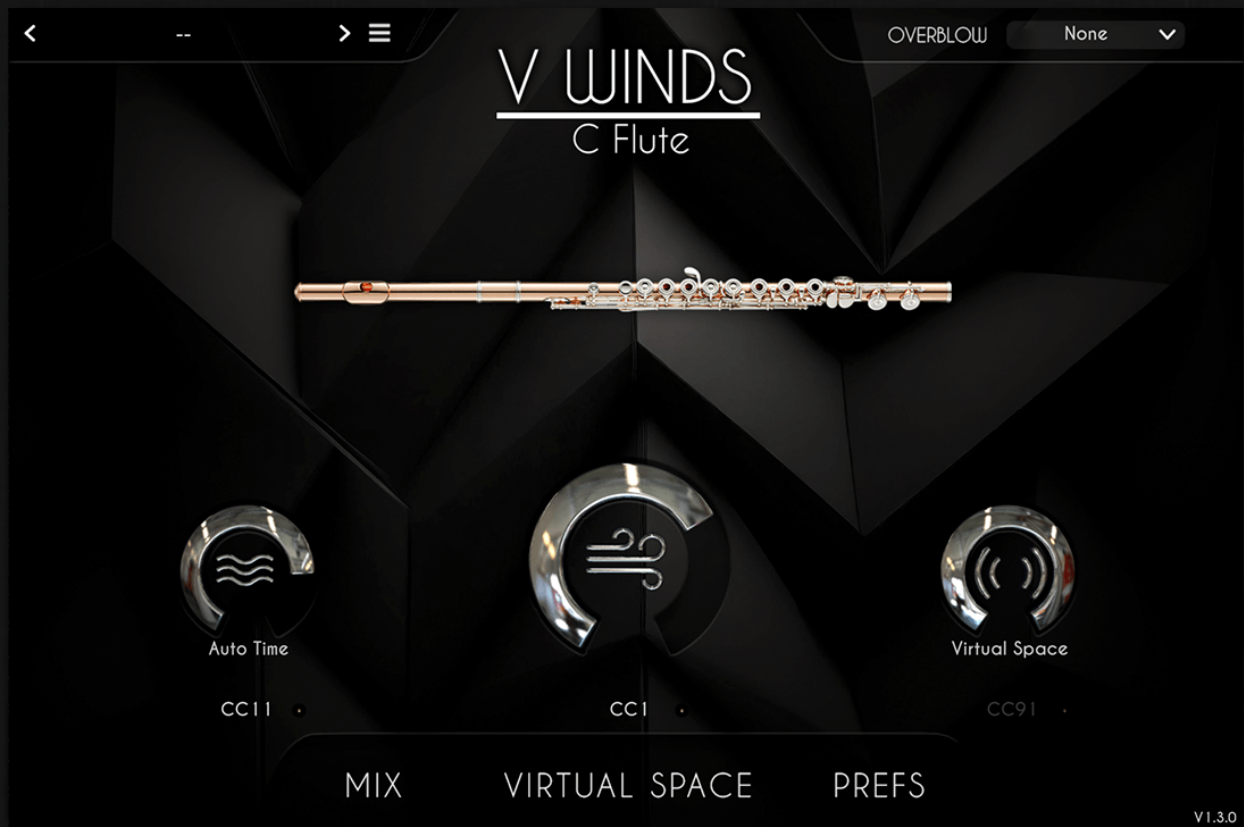 --
OVERBLOW
None
V WINDS
C Flute
Auto Time
Virtual Space
CC11
CC1
CC91
MIX
VIRTUAL SPACE
PREFS
V1.3.0